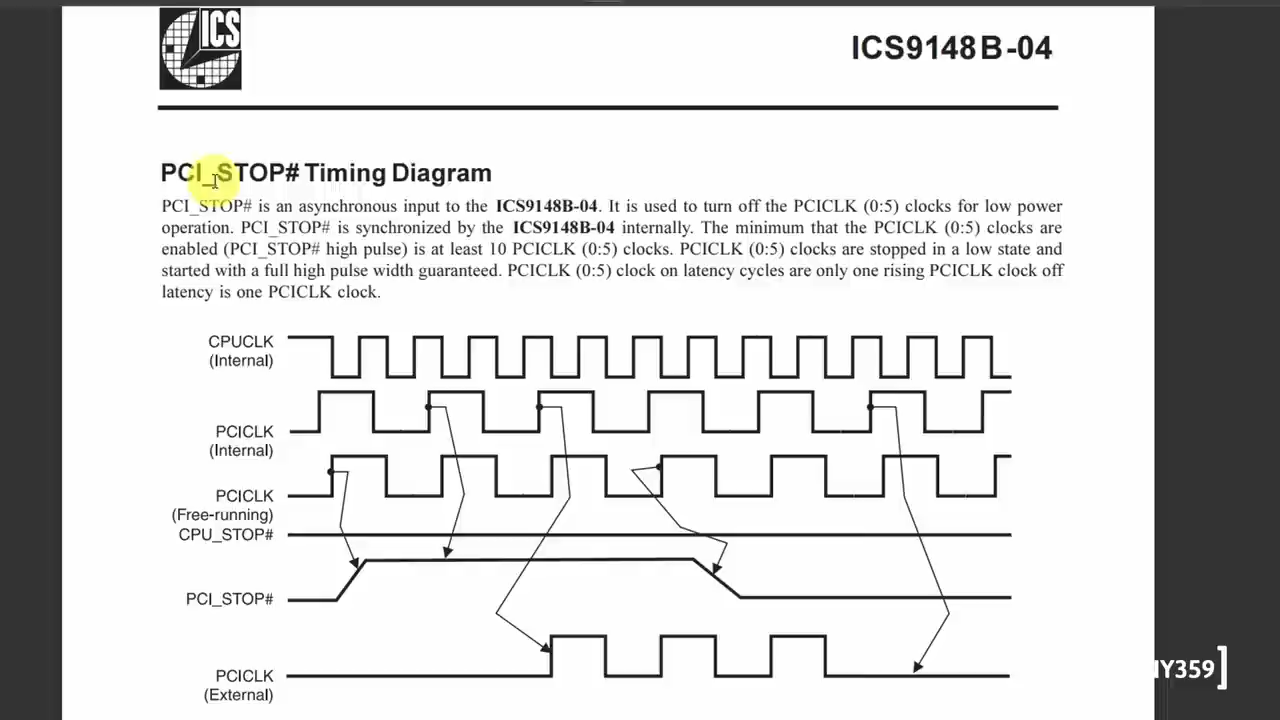 ICS
ICS9148B-04
PCI_STOP# Timing Diagram
PCI_STOP# is an asynchronous input to the ICS9148B-04. It is used to turn off the PCICLK (0:5) clocks for low power
operation. PCI_STOP# is synchronized by the ICS9148B-04 internally. The minimum that the PCICLK (0:5) clocks are
enabled (PCI_STOP# high pulse) is at least 10 PCICLK (0:5) clocks. PCICLK (0:5) clocks are stopped in a low state and
started with a full high pulse width guaranteed. PCICLK (0:5) clock on latency cycles are only one rising PCICLK clock off
latency is one PCICLK clock.
CPUCLK
(Internal)
PCICLK
(Internal)
PCICLK
(Free-running)
CPU_STOP#
PCI_STOP#
PCICLK
(External)
HY359]